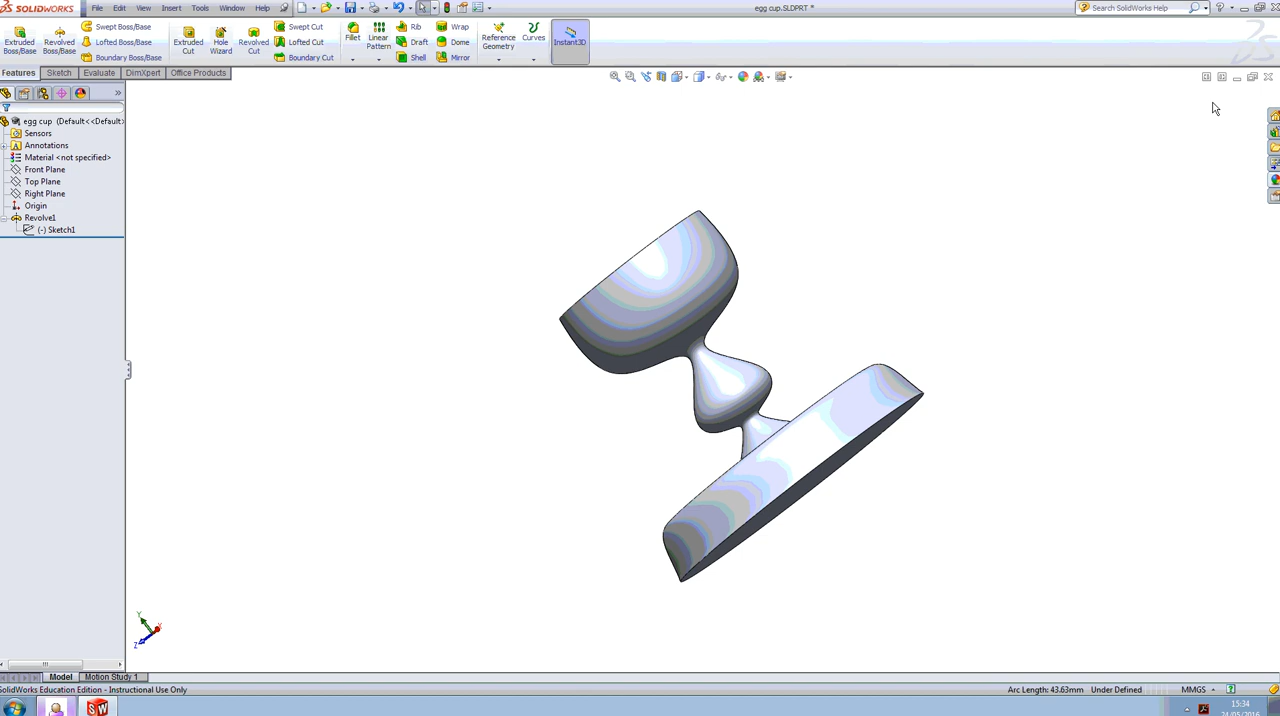 SOLIDWORKS File Edit View Insert Tools Window Help egg cup.SLDPRT * Search SolidWorks Help
Extruded Boss/Base
Revolved Boss/Base
Swept Boss/Base
Lofted Boss/Base
Boundary Boss/Base
Extruded Cut
Hole Wizard
Revolved Cut
Swept Cut
Lofted Cut
Boundary Cut
Fillet
Linear Pattern
Rib
Draft
Shell
Wrap
Dome
Mirror
Reference Geometry
Curves
Instant3D
Features Sketch Evaluate DimXpert Office Products
egg cup (Default<<Default>
Sensors
Annotations
Material <not specified>
Front Plane
Top Plane
Right Plane
Origin
Revolve1
(-) Sketch1
Y
X
Z
Model Motion Study 1
SolidWorks Education Edition - Instructional Use Only Arc Length: 43.63mm Under Defined MMGS
SW 15:34
24/05/2016